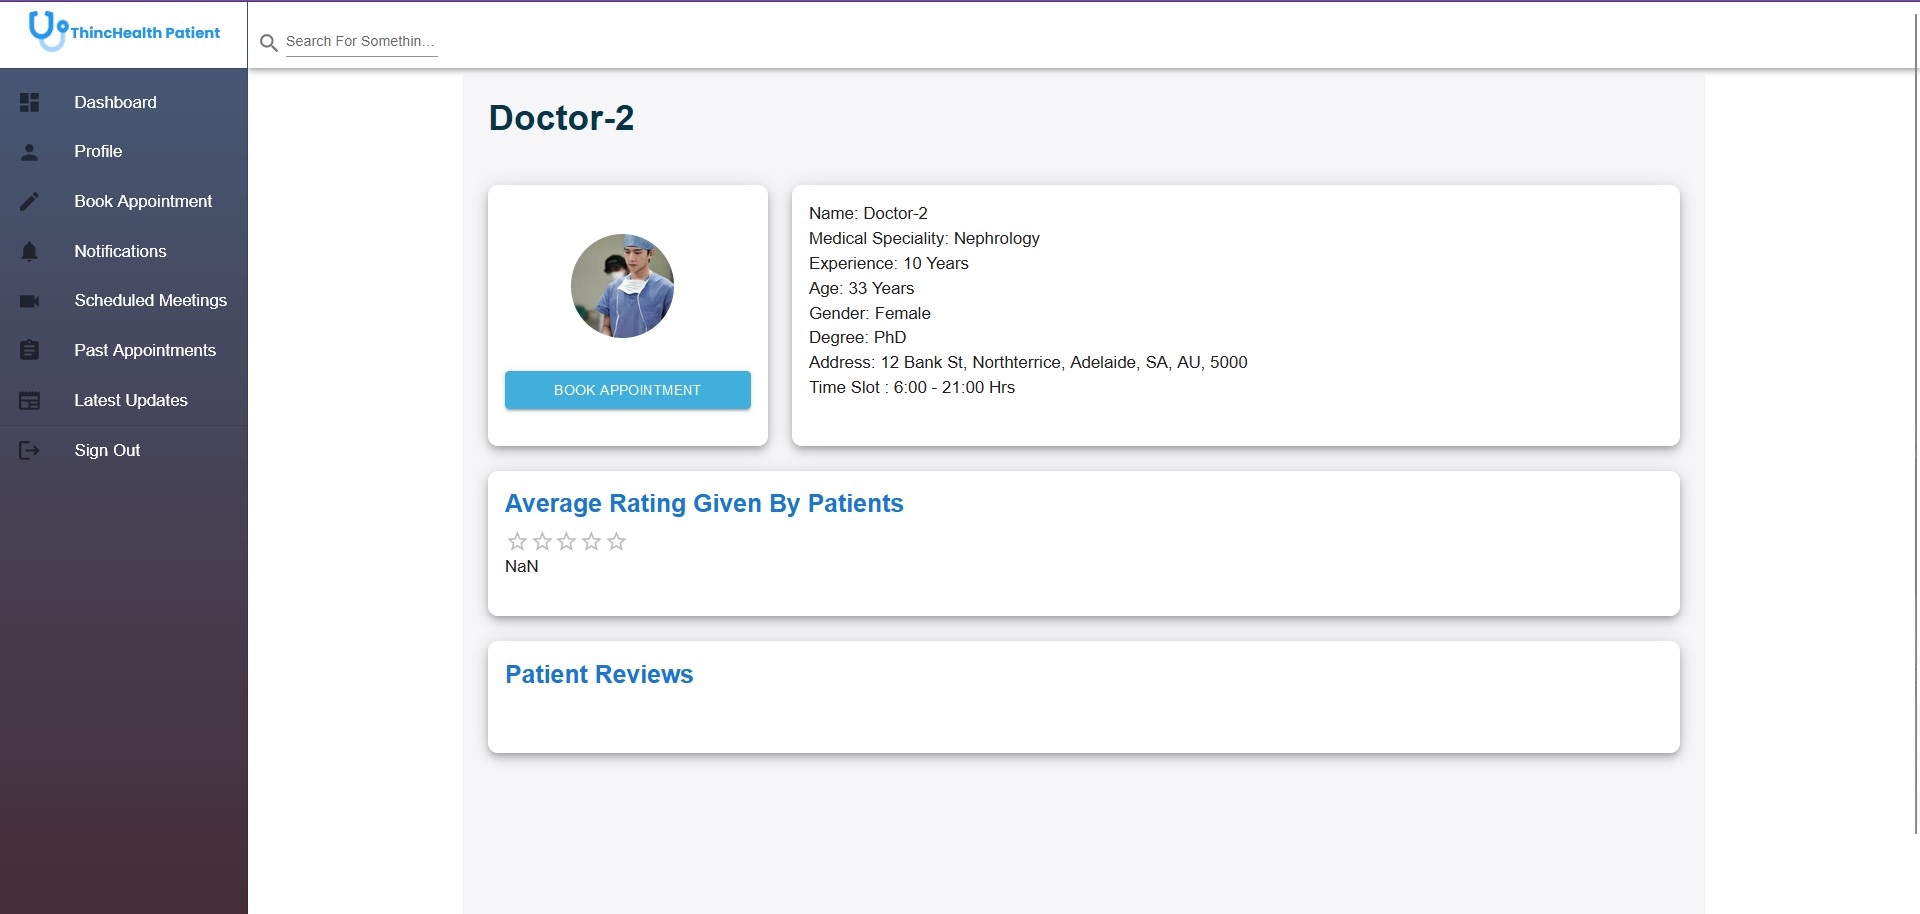 ThincHealth Patient
Search For Somethin...
Dashboard
Profile
Book Appointment
Notifications
Scheduled Meetings
Past Appointments
Latest Updates
Sign Out
Doctor-2
BOOK APPOINTMENT
Name: Doctor-2
Medical Speciality: Nephrology
Experience: 10 Years
Age: 33 Years
Gender: Female
Degree: PhD
Address: 12 Bank St, Northterrice, Adelaide, SA, AU, 5000
Time Slot : 6:00 - 21:00 Hrs
Average Rating Given By Patients
NaN
Patient Reviews